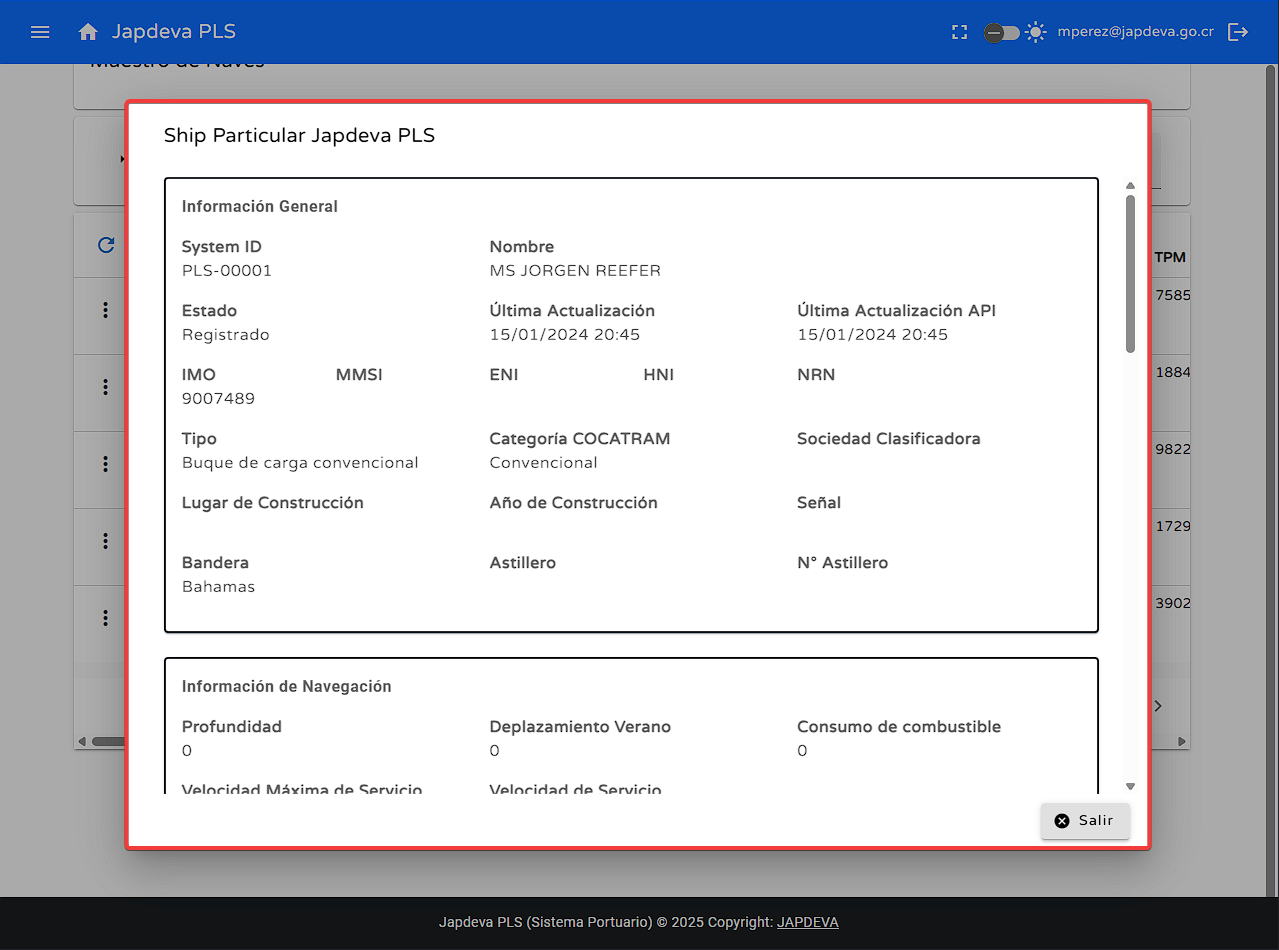 Japdeva PLS
mperez@japdeva.go.cr
Maestro de Naves
Ship Particular Japdeva PLS
Información General
System ID Nombre
PLS-00001 MS JORGEN REEFER
Estado Última Actualización Última Actualización API
Registrado 15/01/2024 20:45 15/01/2024 20:45
IMO MMSI ENI HNI NRN
9007489
Tipo Categoría COCATRAM Sociedad Clasificadora
Buque de carga convencional Convencional
Lugar de Construcción Año de Construcción Señal
Bandera Astillero N° Astillero
Bahamas
Información de Navegación
Profundidad Deplazamiento Verano Consumo de combustible
0 0 0
Velocidad Máxima de Servicio Velocidad de Servicio
Salir
TPM
7585
1884
9822
1729
3902
Japdeva PLS (Sistema Portuario) © 2025 Copyright: JAPDEVA